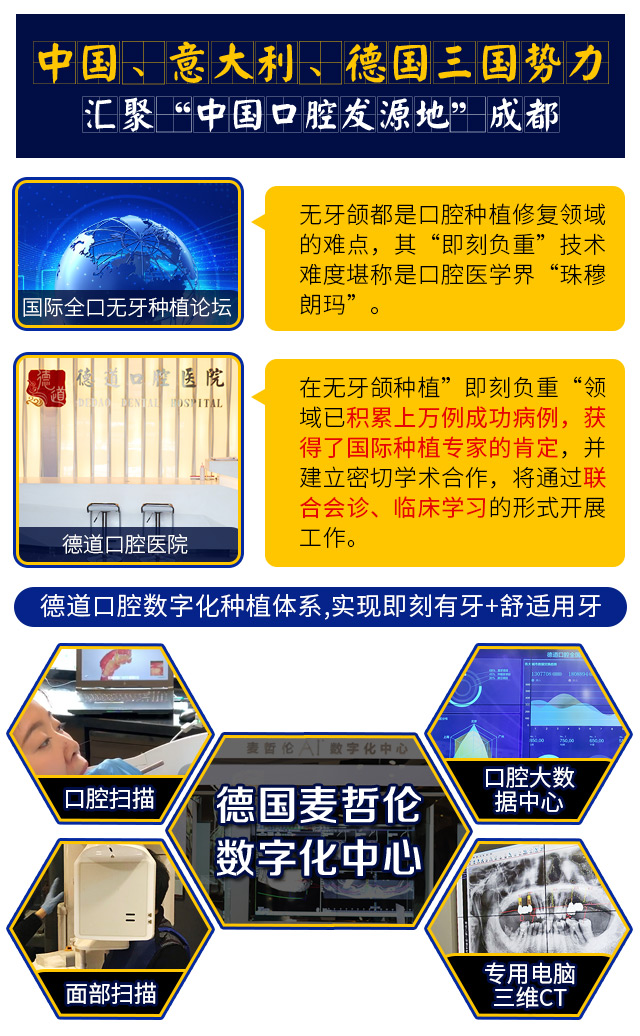 中国、意大利、德国三国势力
汇聚“中国口腔发源地”成都
国际全口无牙种植论坛
无牙颌都是口腔种植修复领域
的难点，其“即刻负重”技术
难度堪称是口腔医学界“珠穆
朗玛”。
德道
德道口腔医院
DEDAO DENTAL HOSPITAL
德道口腔医院
在无牙颌种植”即刻负重“领
域已积累上万例成功病例，获
得了国际种植专家的肯定，并
建立密切学术合作，将通过联
合会诊、临床学习的形式开展
工作。
德道口腔数字化种植体系,实现即刻有牙+舒适用牙
口腔扫描
德道口腔全
口腔大数
据中心
麦哲伦AI 数字化中心
德国麦哲伦
数字化中心
面部扫描
专用电脑
三维CT